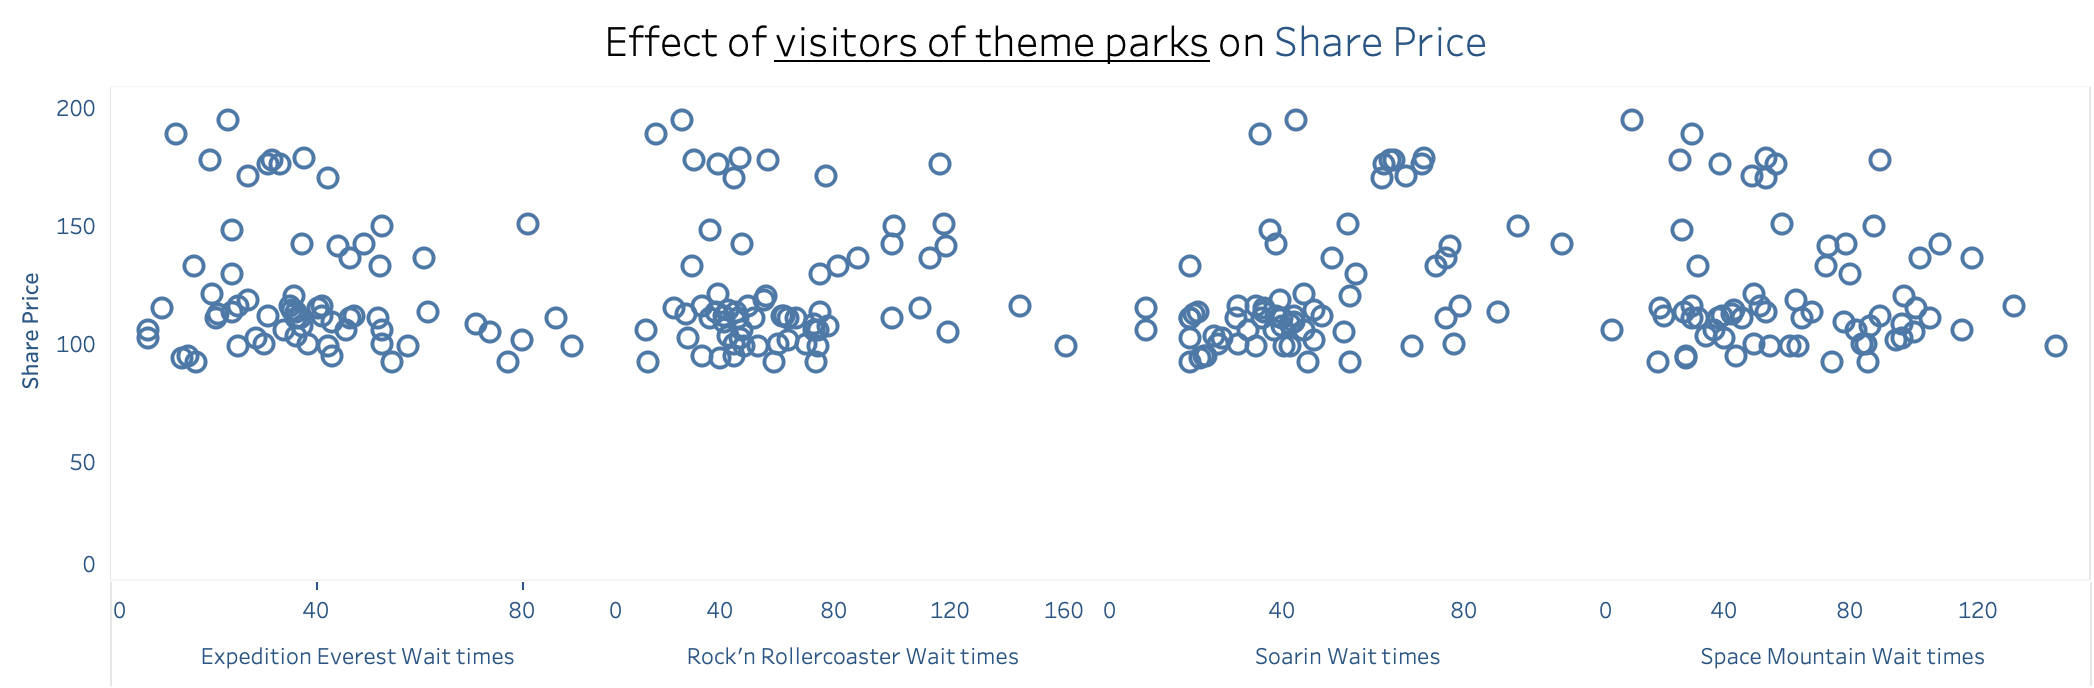 Effect of visitors of theme parks on Share Price
200
150
100
50
0
Share Price
0 40 80 0 40 80 120 160 0 40 80 0 40 80 120
Expedition Everest Wait times Rock'n Rollercoaster Wait times Soarin Wait times Space Mountain Wait times